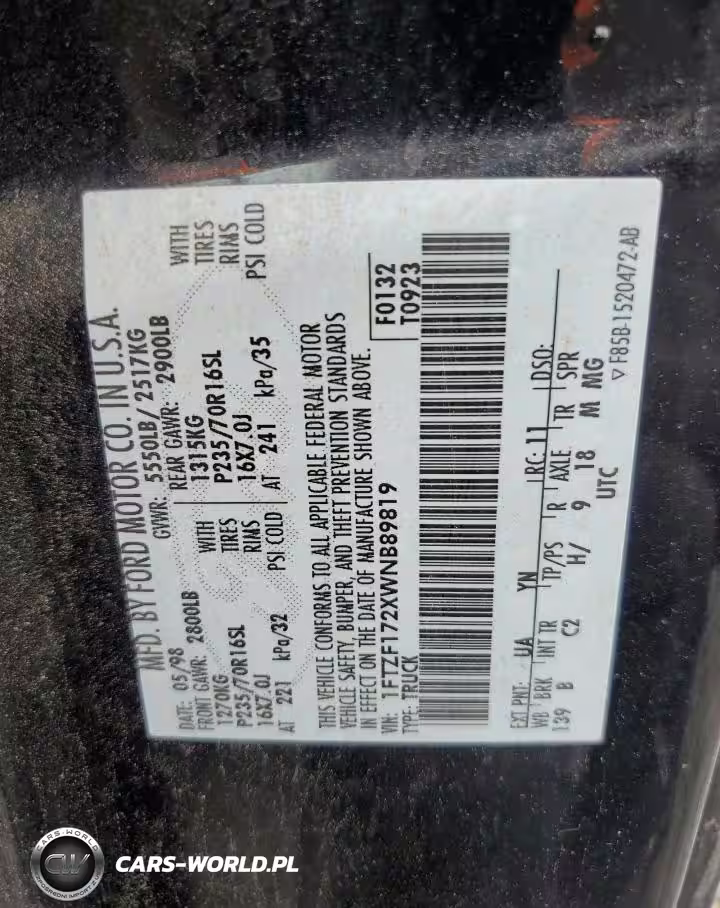 MFD. BY FORD MOTOR CO. IN U.S.A.
DATE: 05/98 GVWR: 5550LB/ 2517KG
FRONT GAWR: 2800LB REAR GAWR: 2900LB
1270KG WITH 1315KG WITH
P235/70R16SL TIRES P235/70R16SL TIRES
16X7.0J RIMS 16X7.0J RIMS
AT 221 kPa/32 PSI COLD AT 241 kPa/35 PSI COLD
THIS VEHICLE CONFORMS TO ALL APPLICABLE FEDERAL MOTOR
VEHICLE SAFETY, BUMPER, AND THEFT PREVENTION STANDARDS
IN EFFECT ON THE DATE OF MANUFACTURE SHOWN ABOVE.
VIN: 1FTZF172XWNB89819 F0132
TYPE: TRUCK T0923
EXT PNT: UA YN RC: 11 DSO:
WB BRK INT TR TP/PS R AXLE TR SPR
139 B C2 H/ 9 18 M MG
UTC
▽ F85B-1520472-AB
CARS-WORLD
CW
CARS-WORLD.PL